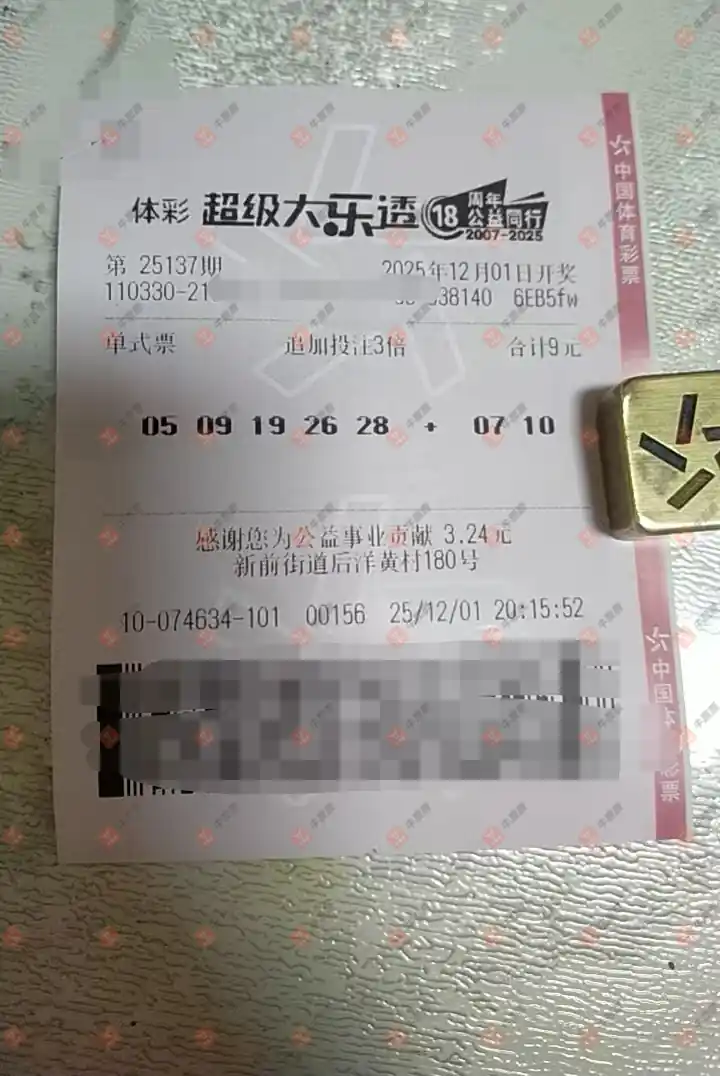 体彩 超级大乐透 18 周年 公益同行 2007-2025
第 25137期 2025年12月01日开奖
110330-21 38140 6EB5fw
单式票 追加投注3倍 合计9元
05 09 19 26 28 + 07 10
感谢您为公益事业贡献 3.24元
新前街道后洋黄村180号
10-074634-101 00156 25/12/01 20:15:52
中国体育彩票
中国
票